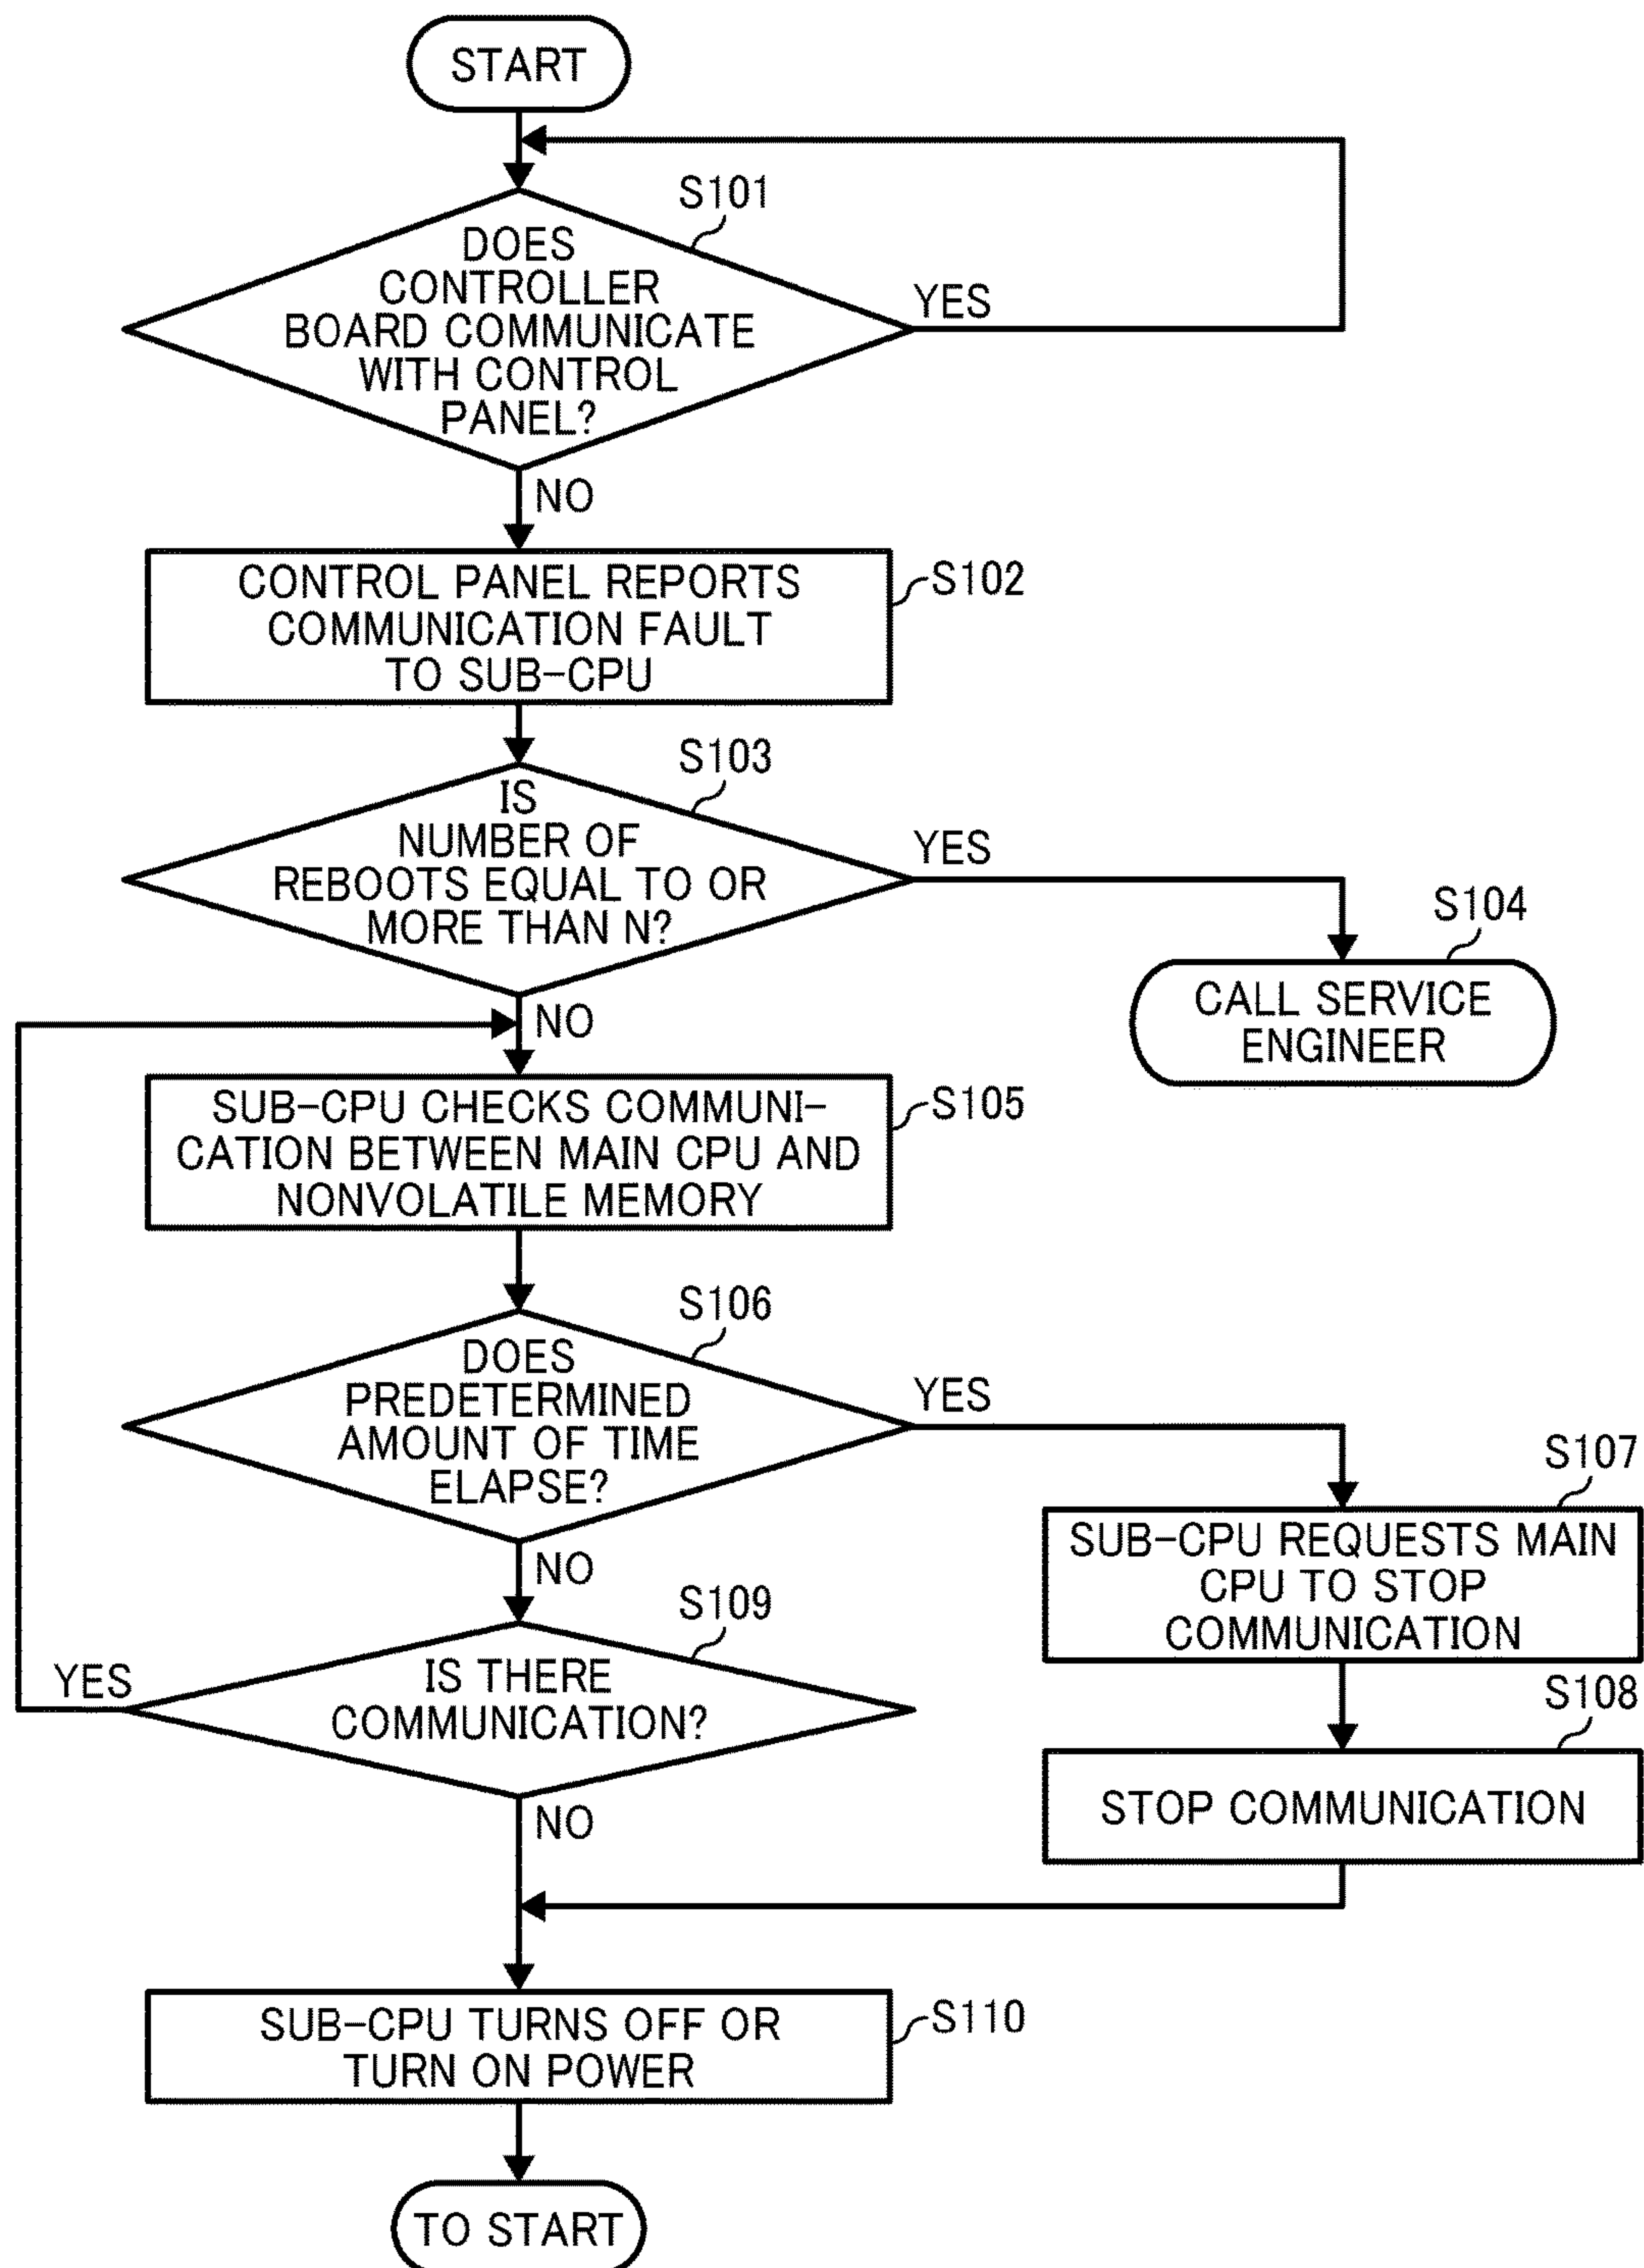 START
S101
DOES
CONTROLLER
BOARD COMMUNICATE
WITH CONTROL
PANEL?
YES
NO
CONTROL PANEL REPORTS
COMMUNICATION FAULT
TO SUB-CPU
S102
S103
IS
NUMBER OF
REBOOTS EQUAL TO OR
MORE THAN N?
YES
S104
CALL SERVICE
ENGINEER
NO
SUB-CPU CHECKS COMMUNI-
CATION BETWEEN MAIN CPU AND
NONVOLATILE MEMORY
S105
S106
DOES
PREDETERMINED
AMOUNT OF TIME
ELAPSE?
YES
S107
SUB-CPU REQUESTS MAIN
CPU TO STOP
COMMUNICATION
NO
S109
IS THERE
COMMUNICATION?
YES
S108
STOP COMMUNICATION
NO
SUB-CPU TURNS OFF OR
TURN ON POWER
S110
TO START